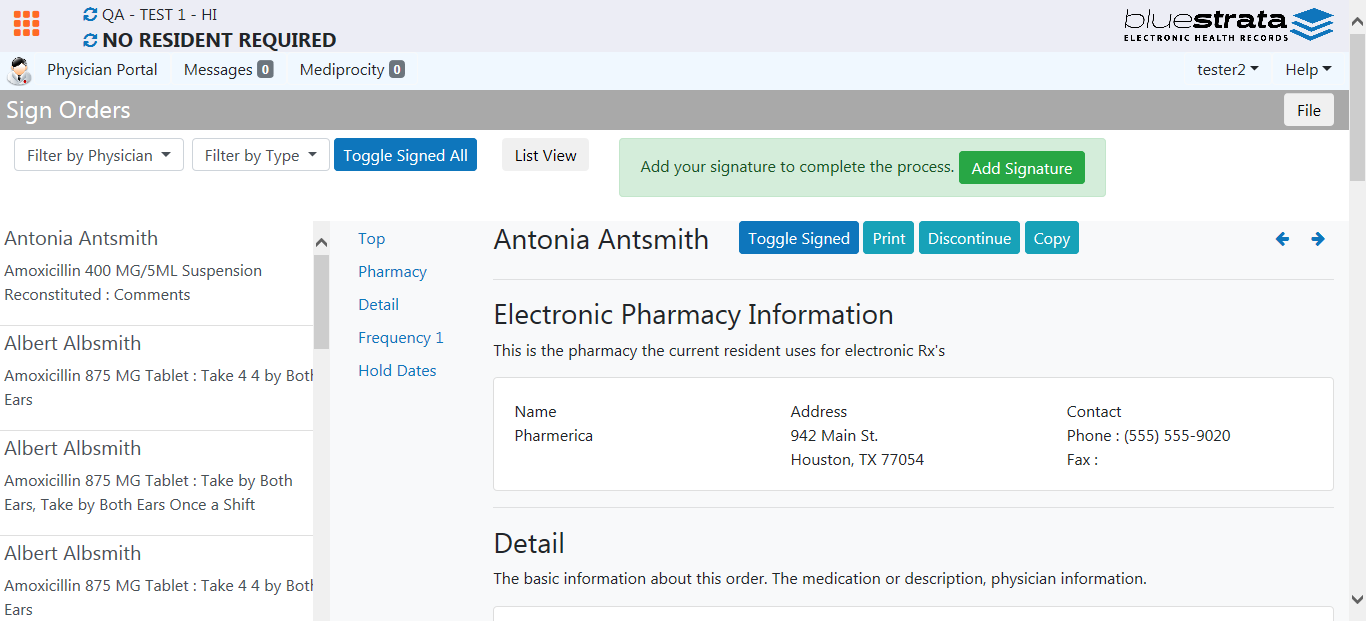 QA - TEST 1 - HI
NO RESIDENT REQUIRED
bluestrata
ELECTRONIC HEALTH RECORDS
Physician Portal Messages 0 Mediprocity 0 tester2 Help
Sign Orders File
Filter by Physician Filter by Type Toggle Signed All List View Add your signature to complete the process. Add Signature
Antonia Antsmith
Amoxicillin 400 MG/5ML Suspension
Reconstituted : Comments
Albert Albsmith
Amoxicillin 875 MG Tablet : Take 4 4 by Both
Ears
Albert Albsmith
Amoxicillin 875 MG Tablet : Take by Both
Ears, Take by Both Ears Once a Shift
Albert Albsmith
Amoxicillin 875 MG Tablet : Take 4 4 by Both
Ears
Top
Pharmacy
Detail
Frequency 1
Hold Dates
Antonia Antsmith Toggle Signed Print Discontinue Copy
Electronic Pharmacy Information
This is the pharmacy the current resident uses for electronic Rx's
Name
Pharmerica
Address
942 Main St.
Houston, TX 77054
Contact
Phone : (555) 555-9020
Fax :
Detail
The basic information about this order. The medication or description, physician information.